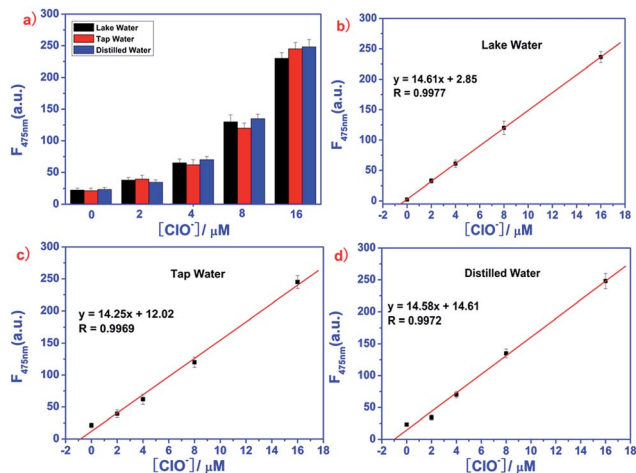 a)
Lake Water
Tap Water
Distilled Water
300
250
200
150
100
50
0
F475nm(a.u.)
0 2 4 8 16
[ClO⁻]/ μM
b)
Lake Water
y = 14.61x + 2.85
R = 0.9977
300
250
200
150
100
50
0
F475nm(a.u.)
0 2 4 6 8 10 12 14 16 18
[ClO⁻]/ μM
c)
Tap Water
y = 14.25x + 12.02
R = 0.9969
300
250
200
150
100
50
0
F475nm(a.u.)
-2 0 2 4 6 8 10 12 14 16 18
[ClO⁻]/ μM
d)
Distilled Water
y = 14.58x + 14.61
R = 0.9972
300
250
200
150
100
50
0
F475nm(a.u.)
-2 0 2 4 6 8 10 12 14 16 18
[ClO⁻]/ μM